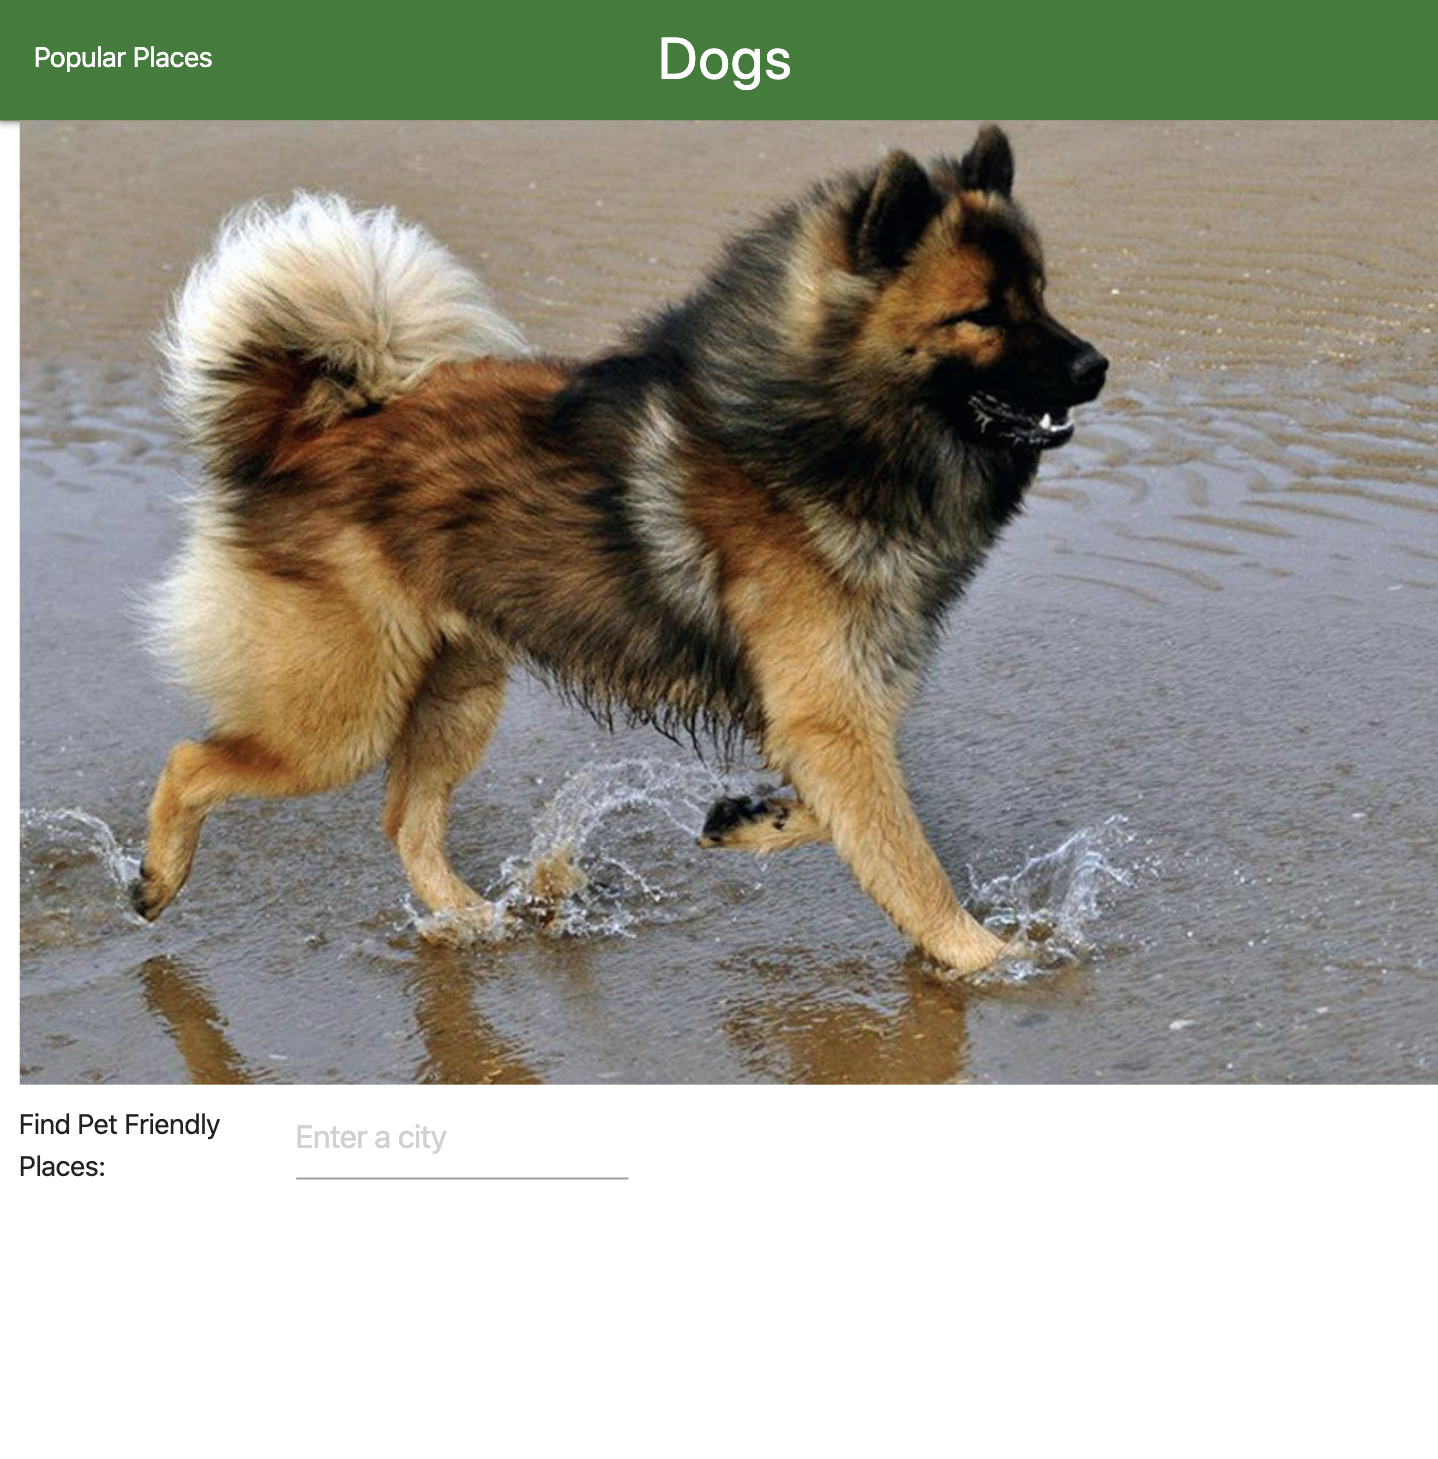 Popular Places
Dogs
Find Pet Friendly
Places:
Enter a city